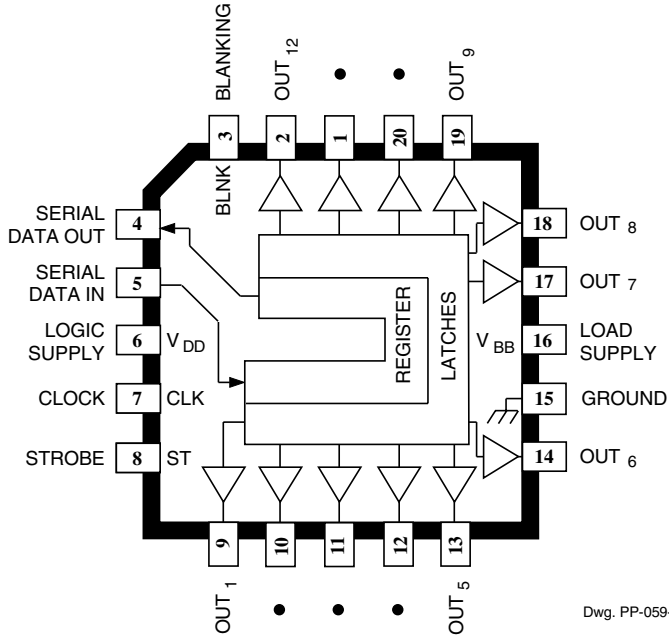 BLANKING
OUT 12
•
•
OUT 9
3
2
1
20
19
BLNK
SERIAL
DATA OUT
4
18
OUT 8
SERIAL
DATA IN
5
17
OUT 7
LOGIC
SUPPLY
6
V DD
REGISTER
LATCHES
V BB
16
LOAD
SUPPLY
CLOCK
7
CLK
15
GROUND
STROBE
8
ST
14
OUT 6
9
10
11
12
13
OUT 1
•
•
•
OUT 5
Dwg. PP-059-